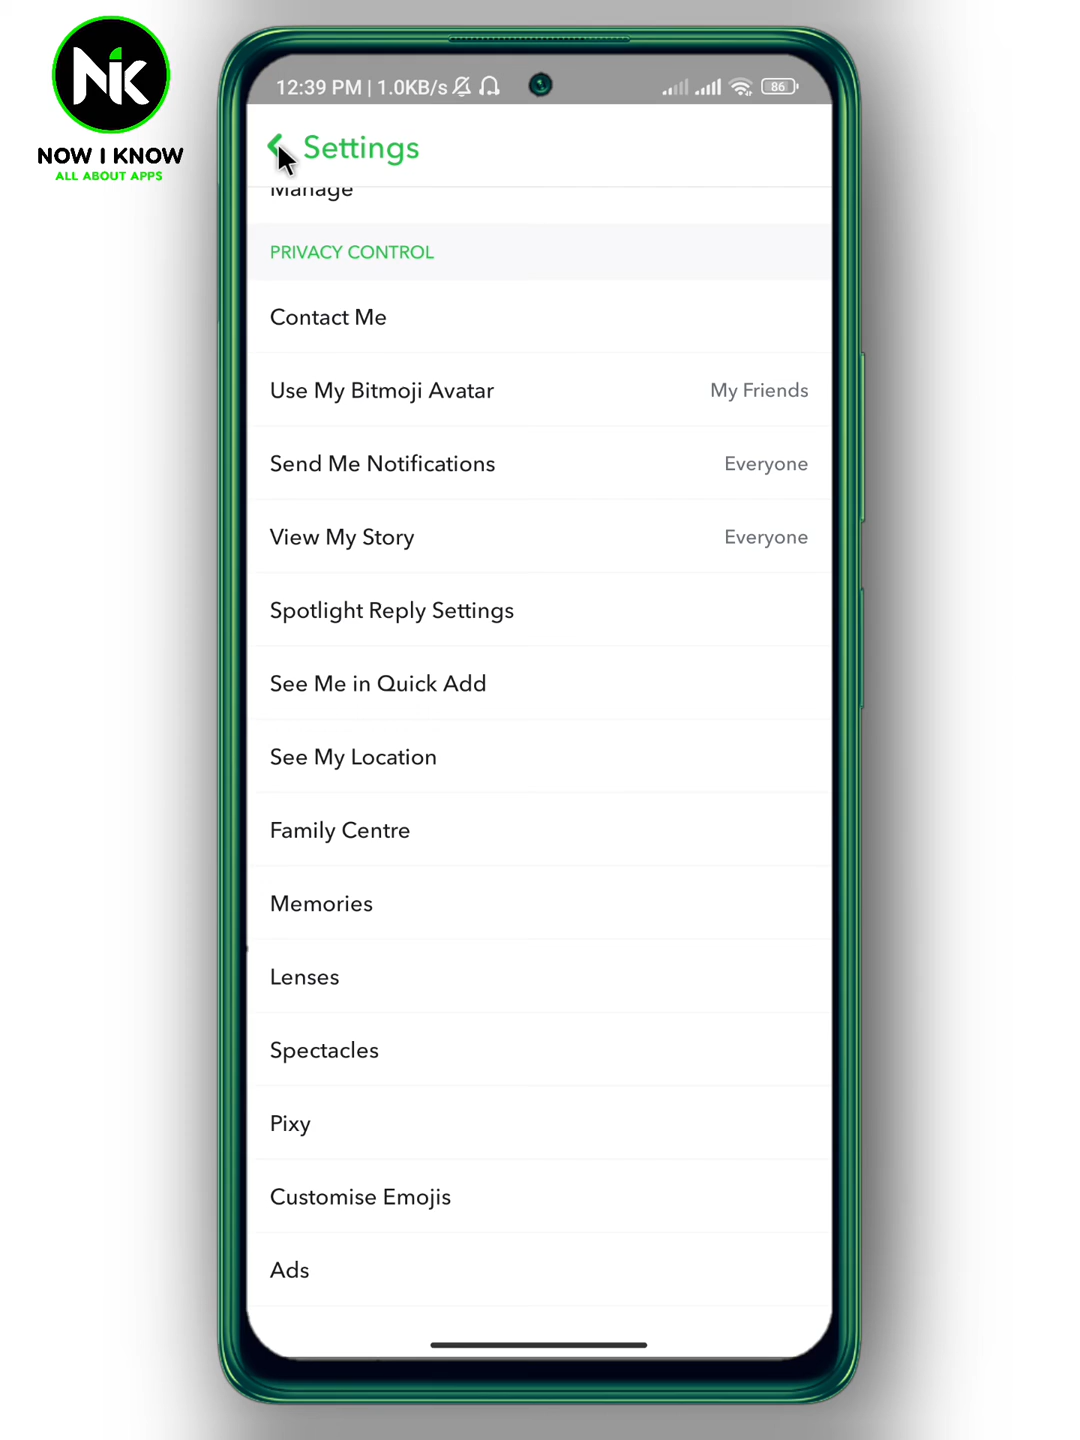 NIK
NOW I KNOW
ALL ABOUT APPS
12:39 PM | 1.0KB/s
86
Settings
Manage
PRIVACY CONTROL
Contact Me
Use My Bitmoji Avatar My Friends
Send Me Notifications Everyone
View My Story Everyone
Spotlight Reply Settings
See Me in Quick Add
See My Location
Family Centre
Memories
Lenses
Spectacles
Pixy
Customise Emojis
Ads